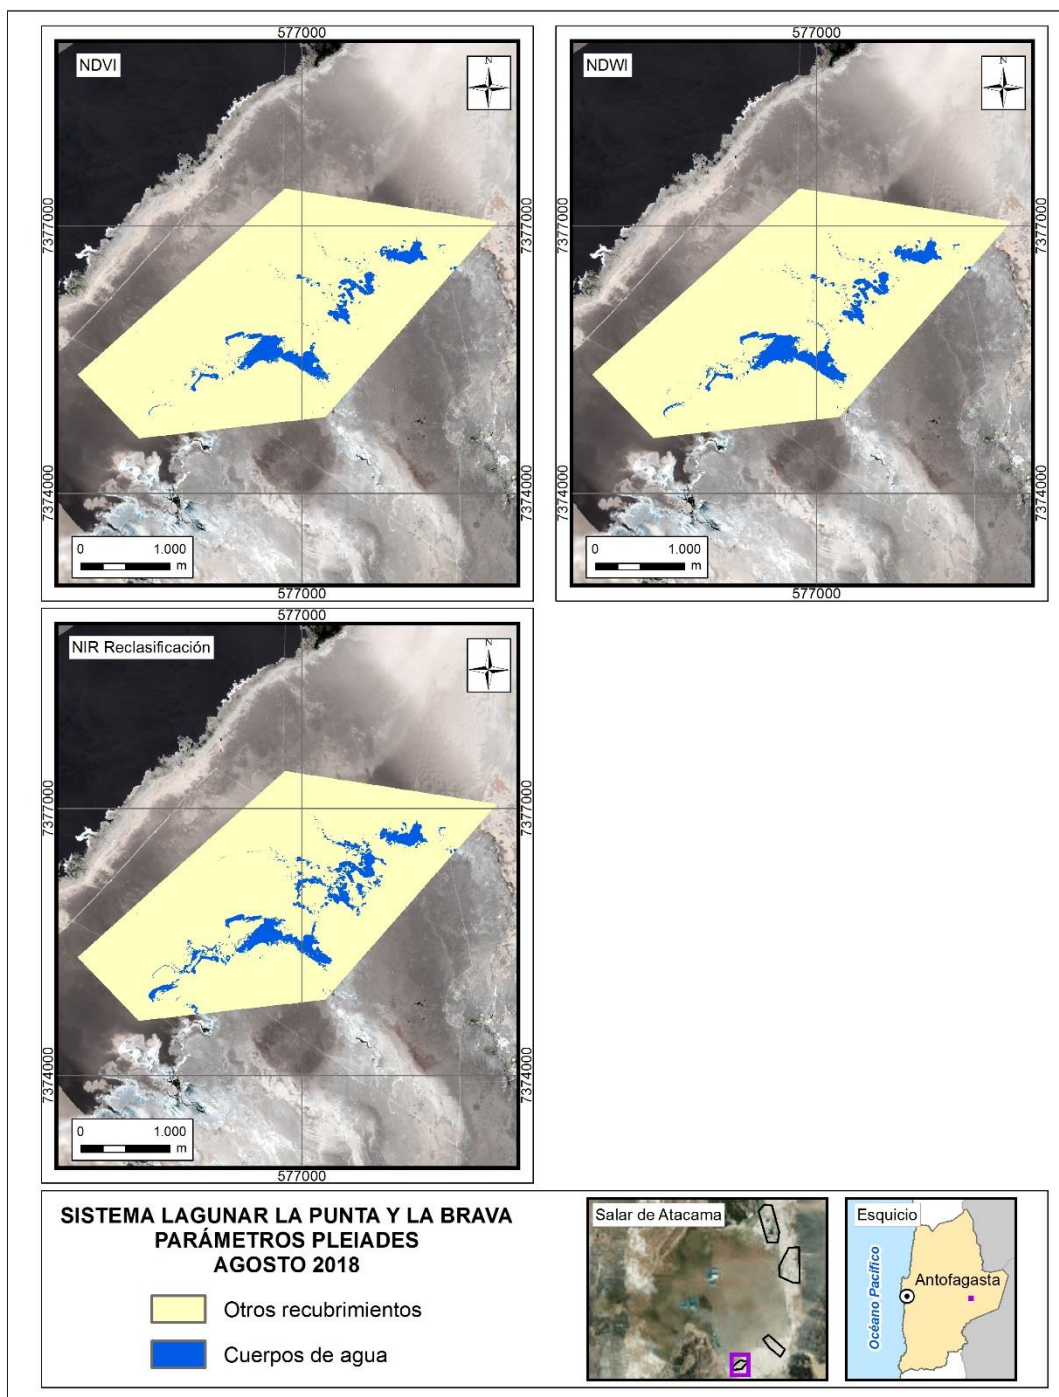 577000
577000
NDVI
N
NDWI
N
7377000
7377000
7377000
7377000
7374000
7374000
7374000
7374000
0 1.000
m
0 1.000
m
577000
577000
577000
NIR Reclasificación
N
7377000
7377000
7374000
7374000
0 1.000
m
577000
SISTEMA LAGUNAR LA PUNTA Y LA BRAVA
PARÁMETROS PLEIADES
AGOSTO 2018
Otros recubrimientos
Cuerpos de agua
Salar de Atacama
Esquicio
Océano Pacífico
Antofagasta